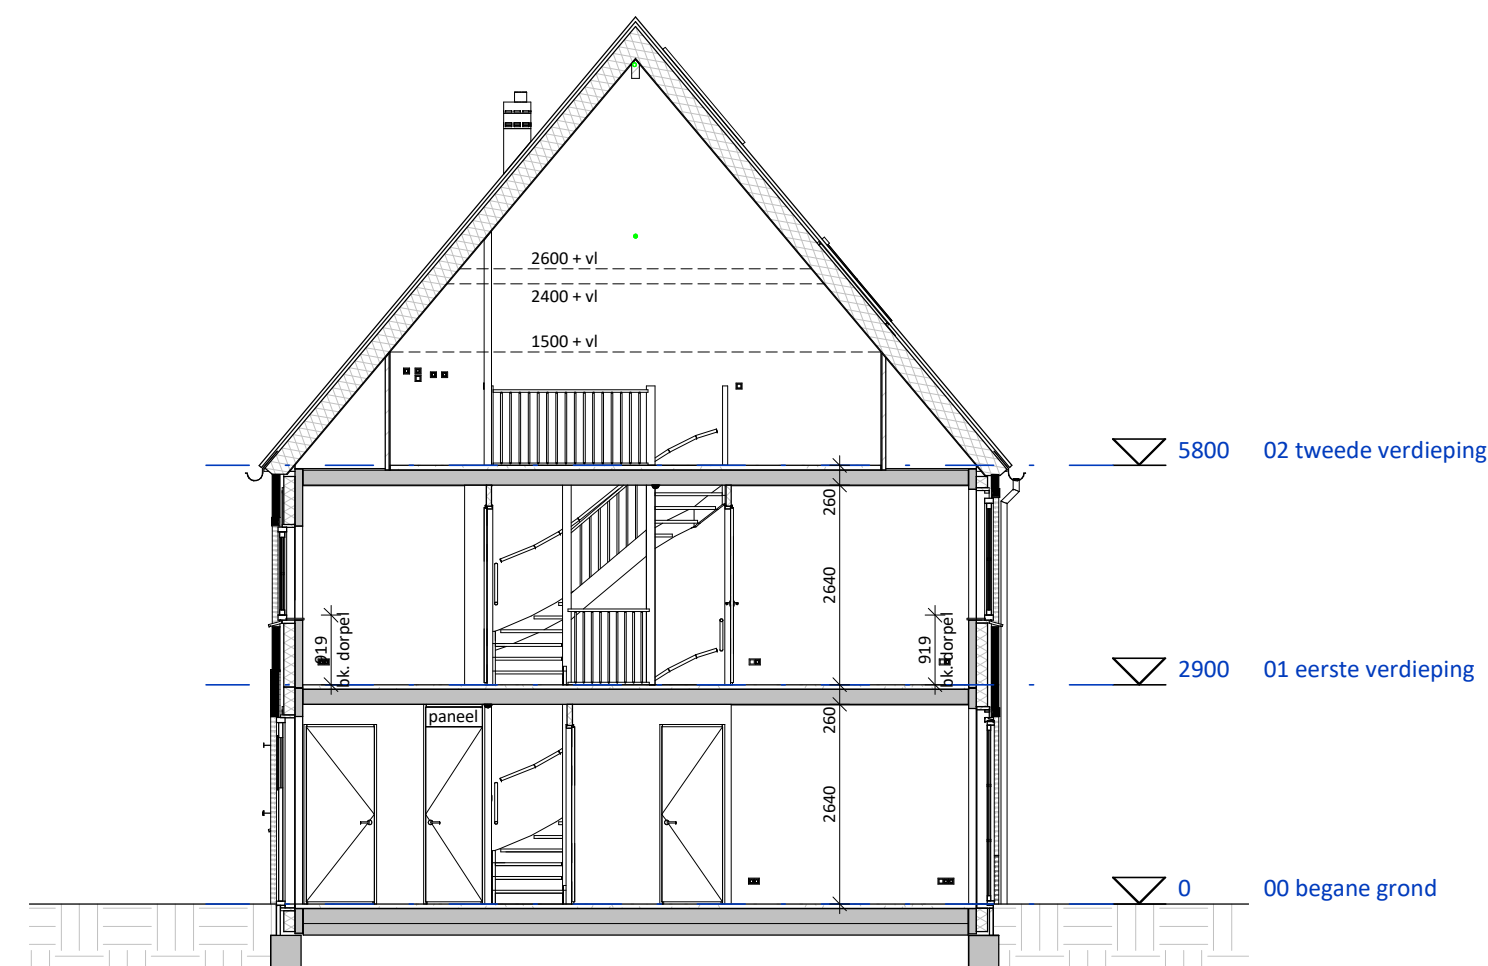 2600 + vl
2400 + vl
1500 + vl
5800 02 tweede verdieping
260
2640
919
bk. dorpel
919
bk. dorpel
2900 01 eerste verdieping
paneel
260
2640
0 00 begane grond